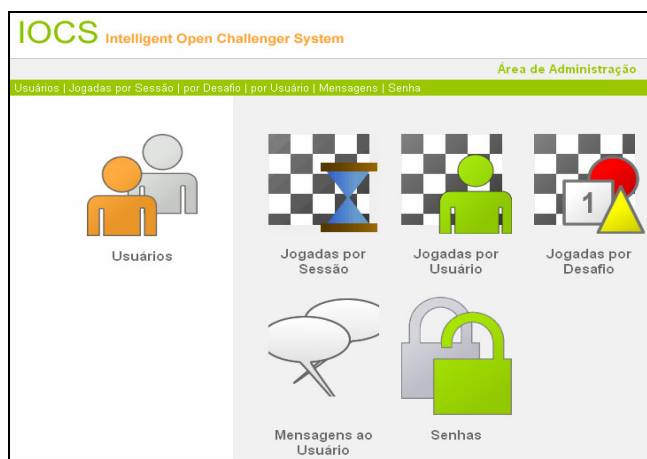 IOCS Intelligent Open Challenger System
Área de Administração
Usuários | Jogadas por Sessão | por Desafio | por Usuário | Mensagens | Senha
Usuários
Jogadas por
Sessão
Jogadas por
Usuário
1
Jogadas por
Desafio
Mensagens ao
Usuário
Senhas